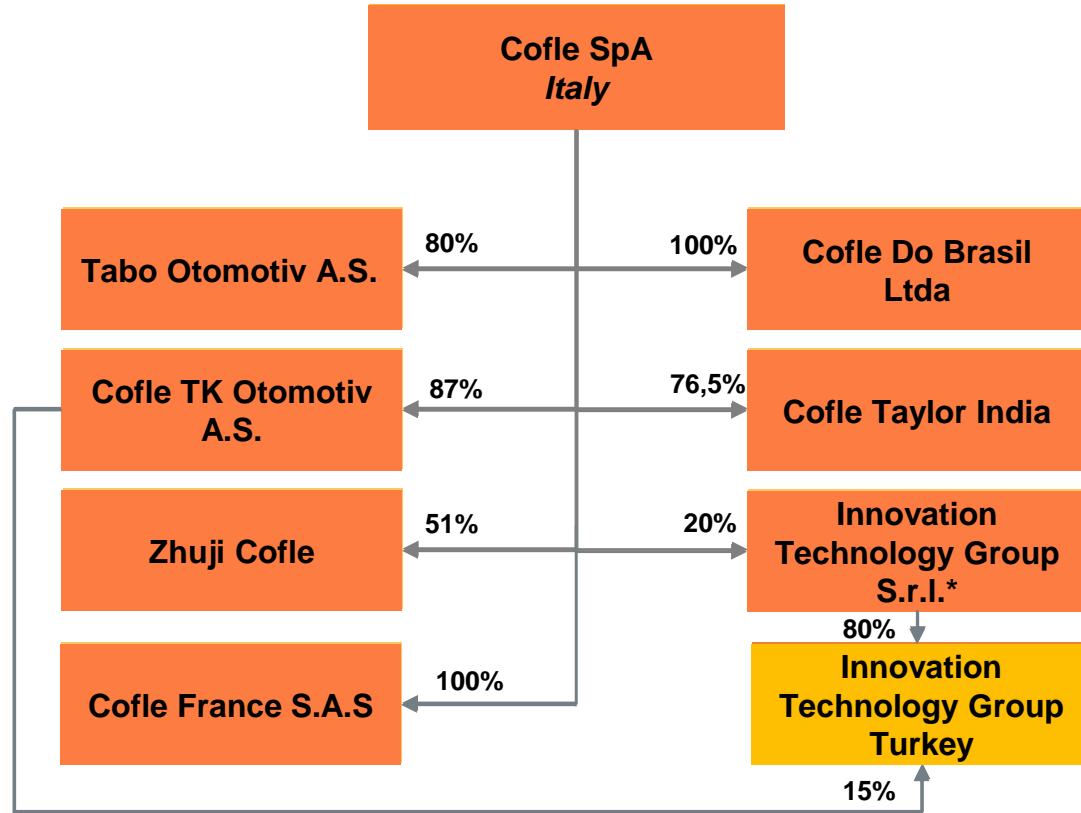 Cofle SpA
Italy
80%
100%
Tabo Otomotiv A.S.
Cofle Do Brasil
Ltda
Cofle TK Otomotiv
A.S.
87%
76,5%
Cofle Taylor India
Zhuji Cofle
51%
20%
Innovation
Technology Group
S.r.l.*
80%
Cofle France S.A.S
100%
Innovation
Technology Group
Turkey
15%